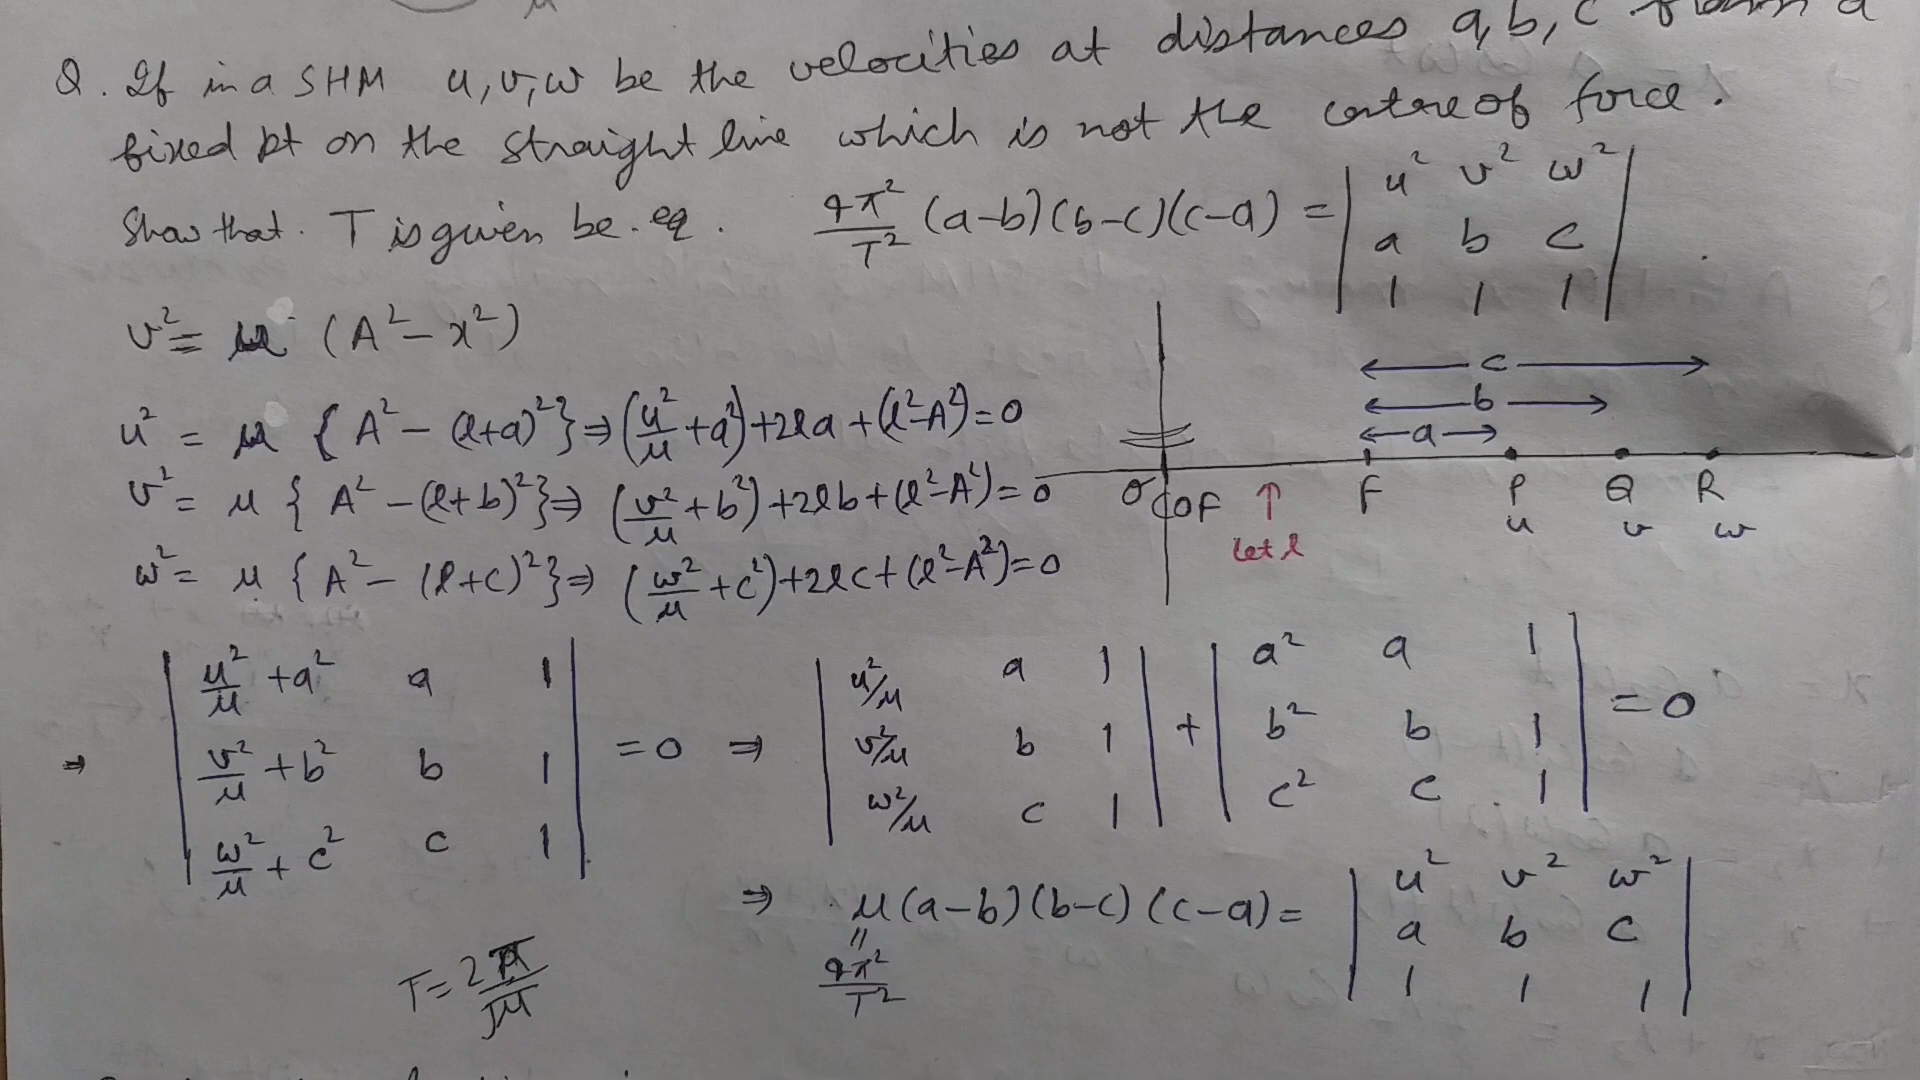 Q. If in a SHM u, v, w be the velocities at distances a, b, c from a
fixed pt on the straight line which is not the centre of force.
Show that. T is given be. eq. 4π²/T² (a-b)(b-c)(c-a) = | u² v² w² |
| a b c |
| 1 1 1 |
v² = μ (A² - x²)
u² = μ {A² - (l+a)²} ⇒ (u²/μ + a²) + 2la + (l² - A²) = 0
v² = μ {A² - (l+b)²} ⇒ (v²/μ + b²) + 2lb + (l² - A²) = 0
w² = μ {A² - (l+c)²} ⇒ (w²/μ + c²) + 2lc + (l² - A²) = 0
c
b
a
O COF ↑ F P Q R
let l u v w
⇒ | u²/μ + a² a 1 | | u²/μ a 1 | | a² a 1 |
| v²/μ + b² b 1 | = 0 ⇒ | v²/μ b 1 | + | b² b 1 | = 0
| w²/μ + c² c 1 | | w²/μ c 1 | | c² c 1 |
⇒ μ(a-b)(b-c)(c-a) = | u² v² w² |
| a b c |
| 1 1 1 |
T = 2π/√μ
"
4π²/T²